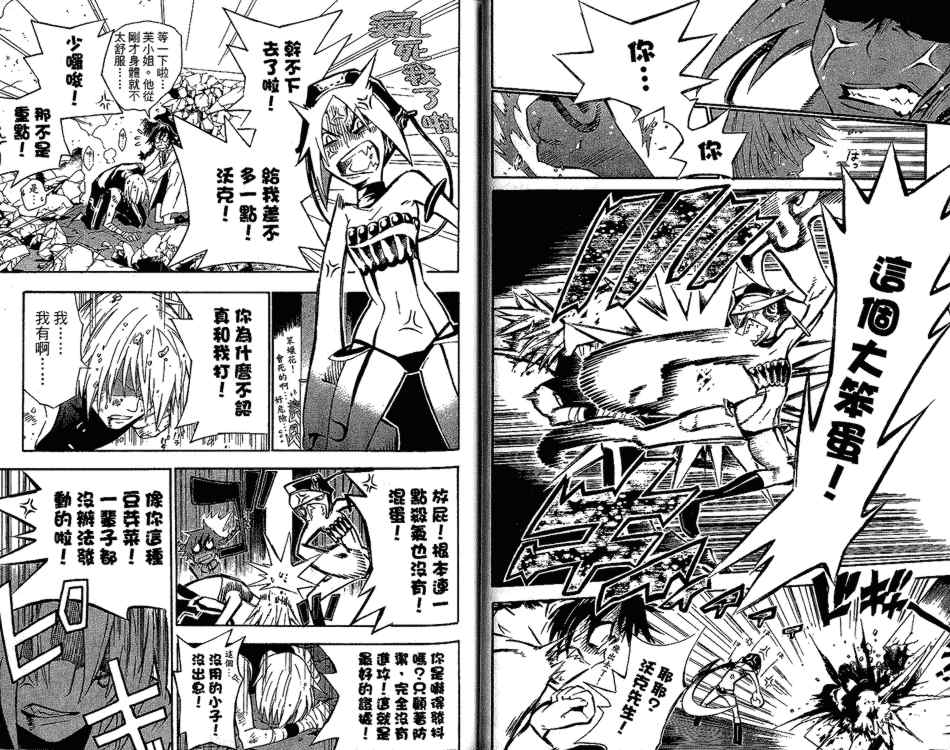 你…
你
はっ
這個大笨蛋！
耶耶？
沃克先生！
氣死我了啦
幹不下
去了啦！
給我差不
多一點！
沃克！
等一下啦…
芙小姐。他從
剛才身體就不
太舒服……
少囉唆！
那不是
重點！
是…
你為什麼不認
真和我打！
我……
我有啊……
放屁！根本連一
點殺氣也沒有！
混蛋！
像你這種
豆芽菜！
一輩子都
沒辦法發
動的啦！
嗎？只顧著防
禦，完全沒有
進攻！這就是
最好的證據！
這個…
沒用的小子！
沒出息！
ピキ